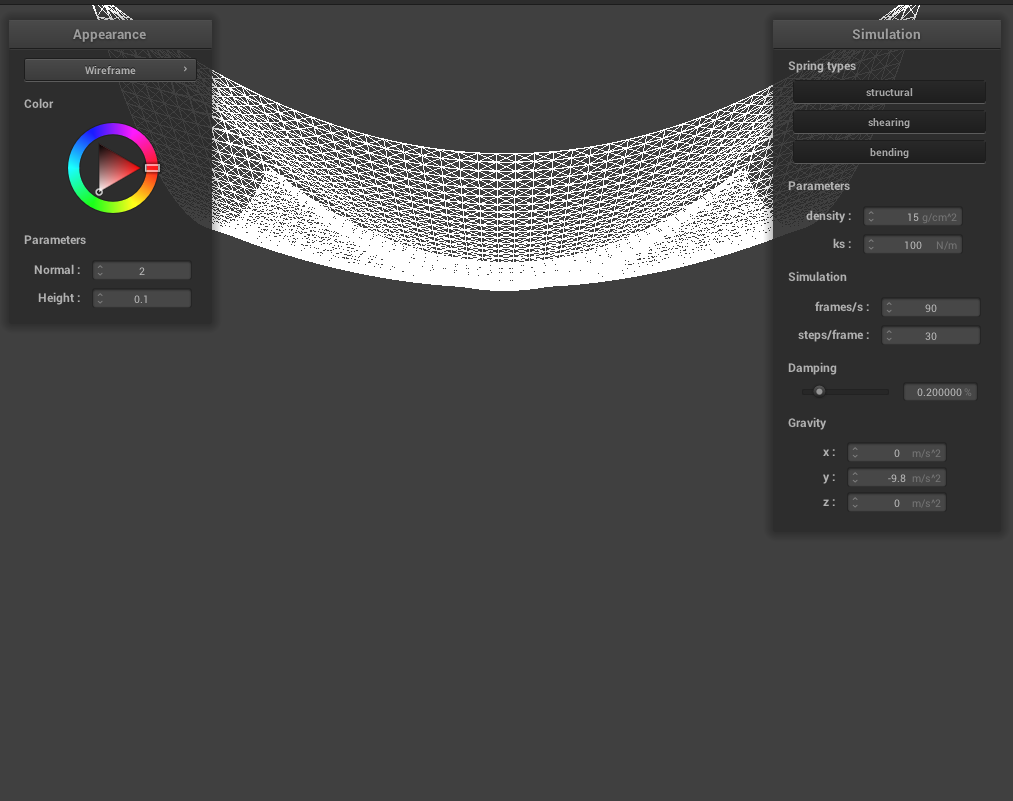 Appearance
Wireframe
Color
Parameters
Normal : 2
Height : 0.1
Simulation
Spring types
structural
shearing
bending
Parameters
density : 15 g/cm^2
ks : 100 N/m
Simulation
frames/s : 90
steps/frame : 30
Damping
0.200000 %
Gravity
x : 0 m/s^2
y : -9.8 m/s^2
z : 0 m/s^2